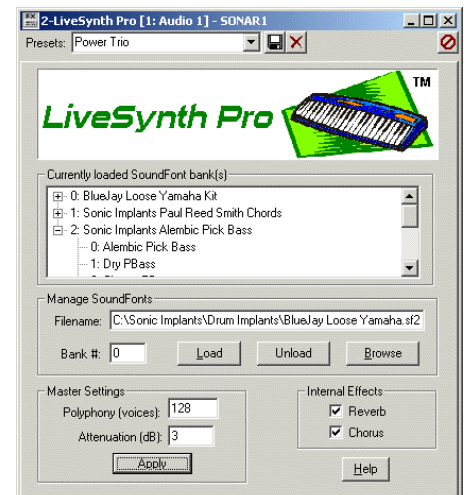 2-LiveSynth Pro [1: Audio 1] - SONAR1
Presets: Power Trio
LiveSynth Pro TM
Currently loaded SoundFont bank(s)
0: BlueJay Loose Yamaha Kit
1: Sonic Implants Paul Reed Smith Chords
2: Sonic Implants Alembic Pick Bass
0: Alembic Pick Bass
1: Dry PBass
Manage SoundFonts
Filename: C:\Sonic Implants\Drum Implants\BlueJay Loose Yamaha.sf2
Bank #: 0 Load Unload Browse
Master Settings
Polyphony (voices): 128
Attenuation (dB): 3
Apply
Internal Effects
Reverb
Chorus
Help